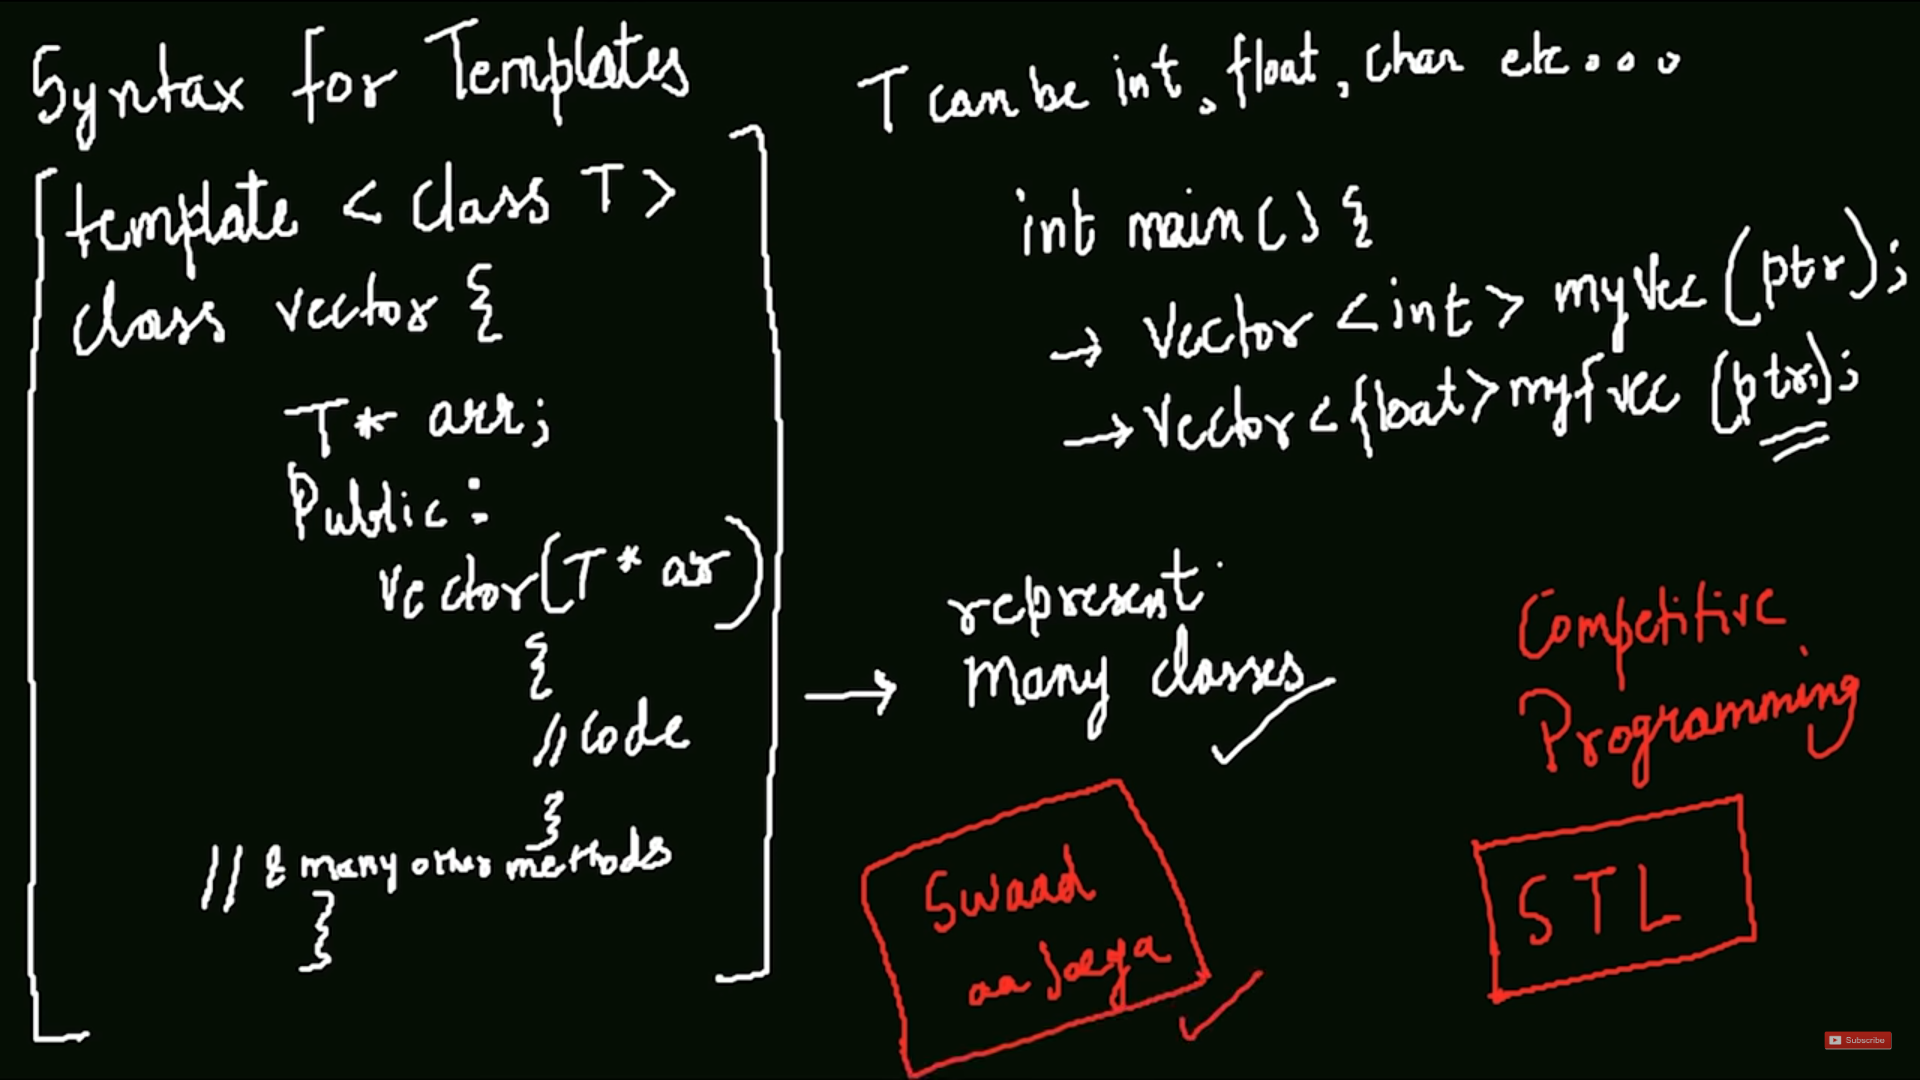 Syntax for Templates
template < class T >
class vector {
T* arr;
Public:
vector(T* ar)
{
// code
}
// & many other methods
}
T can be int, float, char etc...
int main() {
→ vector <int> myvec (ptr);
→ vector <float> myfvec (ptr1);
→ represent
many classes
Swaad
aa Jaega
Competitive
Programming
STL
Subscribe